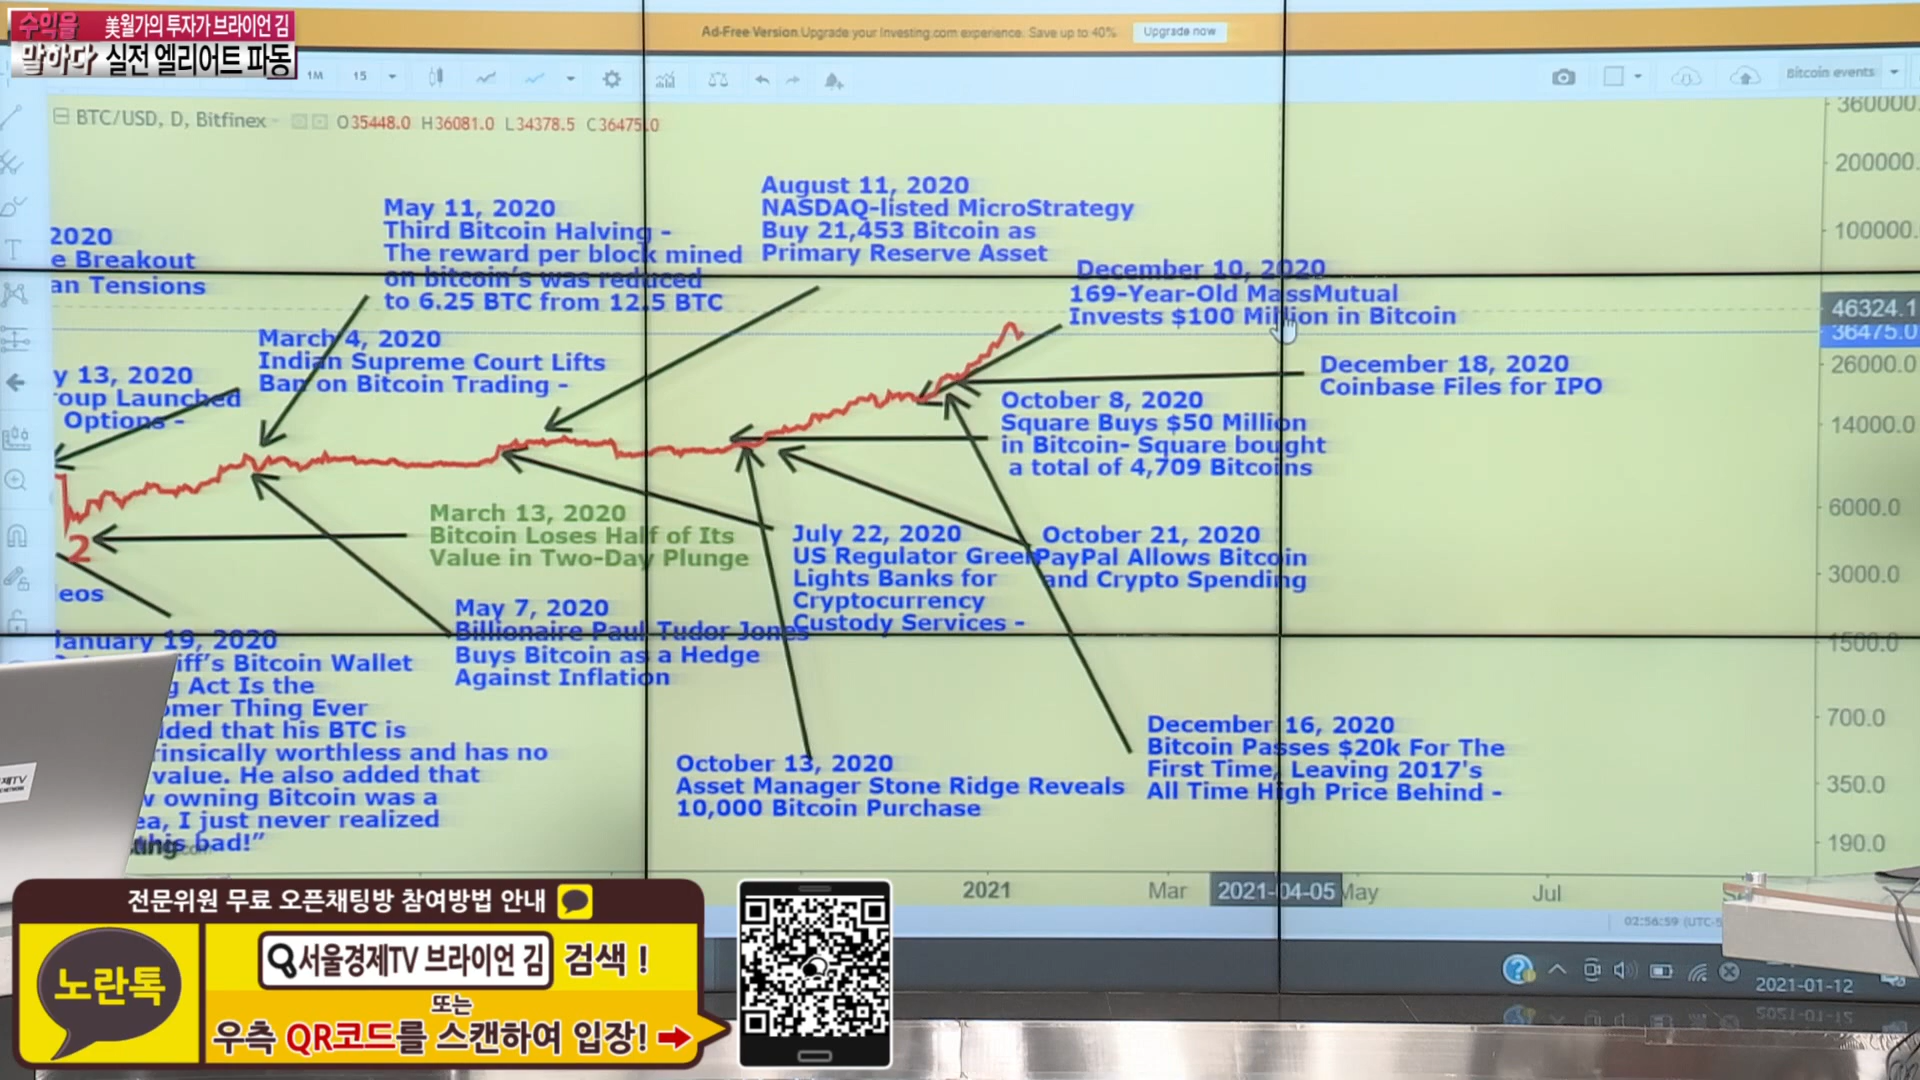 수익을 美월가의 투자가 브라이언 김
말하다 실전 엘리어트 파동
Ad-Free Version. Upgrade your Investing.com experience. Save up to 40%
Upgrade now
1M
15
Bitcoin events
BTC/USD, D, Bitfinex
O35448.0 H36081.0 L34378.5 C36475.0
2020
e Breakout
an Tensions
May 11, 2020
Third Bitcoin Halving -
The reward per block mined
on bitcoin's was reduced
to 6.25 BTC from 12.5 BTC
August 11, 2020
NASDAQ-listed MicroStrategy
Buy 21,453 Bitcoin as
Primary Reserve Asset
December 10, 2020
169-Year-Old MassMutual
Invests $100 Million in Bitcoin
March 4, 2020
Indian Supreme Court Lifts
Ban on Bitcoin Trading -
y 13, 2020
oup Launched
Options -
December 18, 2020
Coinbase Files for IPO
October 8, 2020
Square Buys $50 Million
in Bitcoin- Square bought
a total of 4,709 Bitcoins
March 13, 2020
Bitcoin Loses Half of Its
Value in Two-Day Plunge
2
eos
July 22, 2020
US Regulator Green
Lights Banks for
Cryptocurrency
Custody Services -
October 21, 2020
PayPal Allows Bitcoin
and Crypto Spending
May 7, 2020
Billionaire Paul Tudor Jones
Buys Bitcoin as a Hedge
Against Inflation
January 19, 2020
iff's Bitcoin Wallet
g Act Is the
omer Thing Ever
dded that his BTC is
rinsically worthless and has no
value. He also added that
w owning Bitcoin was a
ea, I just never realized
this bad!"
October 13, 2020
Asset Manager Stone Ridge Reveals
10,000 Bitcoin Purchase
December 16, 2020
Bitcoin Passes $20k For The
First Time, Leaving 2017's
All Time High Price Behind -
360000.
200000.
100000.
46324.1
36475.0
26000.0
14000.0
6000.0
3000.0
1500.0
700.0
350.0
190.0
2021
Mar
2021-04-05
May
Jul
02:56:59 (UTC-5
2021-01-12
전문위원 무료 오픈채팅방 참여방법 안내
노란톡
서울경제TV 브라이언 김 검색 !
또는
우측 QR코드를 스캔하여 입장!